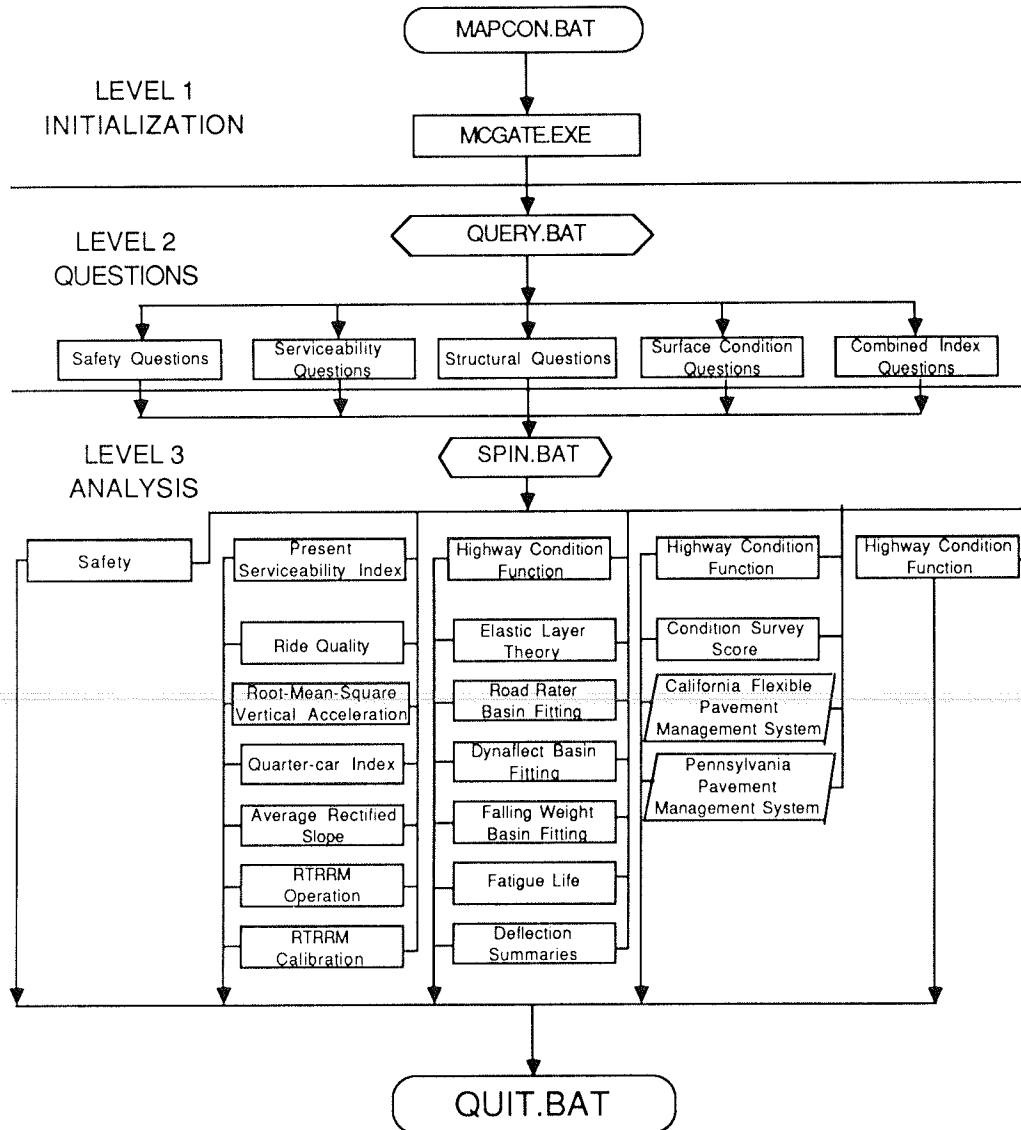 MAPCON.BAT
LEVEL 1
INITIALIZATION
MCGATE.EXE
LEVEL 2
QUESTIONS
QUERY.BAT
Safety Questions
Serviceability
Questions
Structural Questions
Surface Condition
Questions
Combined Index
Questions
LEVEL 3
ANALYSIS
SPIN.BAT
Safety
Present
Serviceability Index
Ride Quality
Root-Mean-Square
Vertical Acceleration
Quarter-car Index
Average Rectified
Slope
RTRRM
Operation
RTRRM
Calibration
Highway Condition
Function
Elastic Layer
Theory
Road Rater
Basin Fitting
Dynaflect Basin
Fitting
Falling Weight
Basin Fitting
Fatigue Life
Deflection
Summaries
Highway Condition
Function
Condition Survey
Score
California Flexible
Pavement
Management System
Pennsylvania
Pavement
Management System
Highway Condition
Function
QUIT.BAT